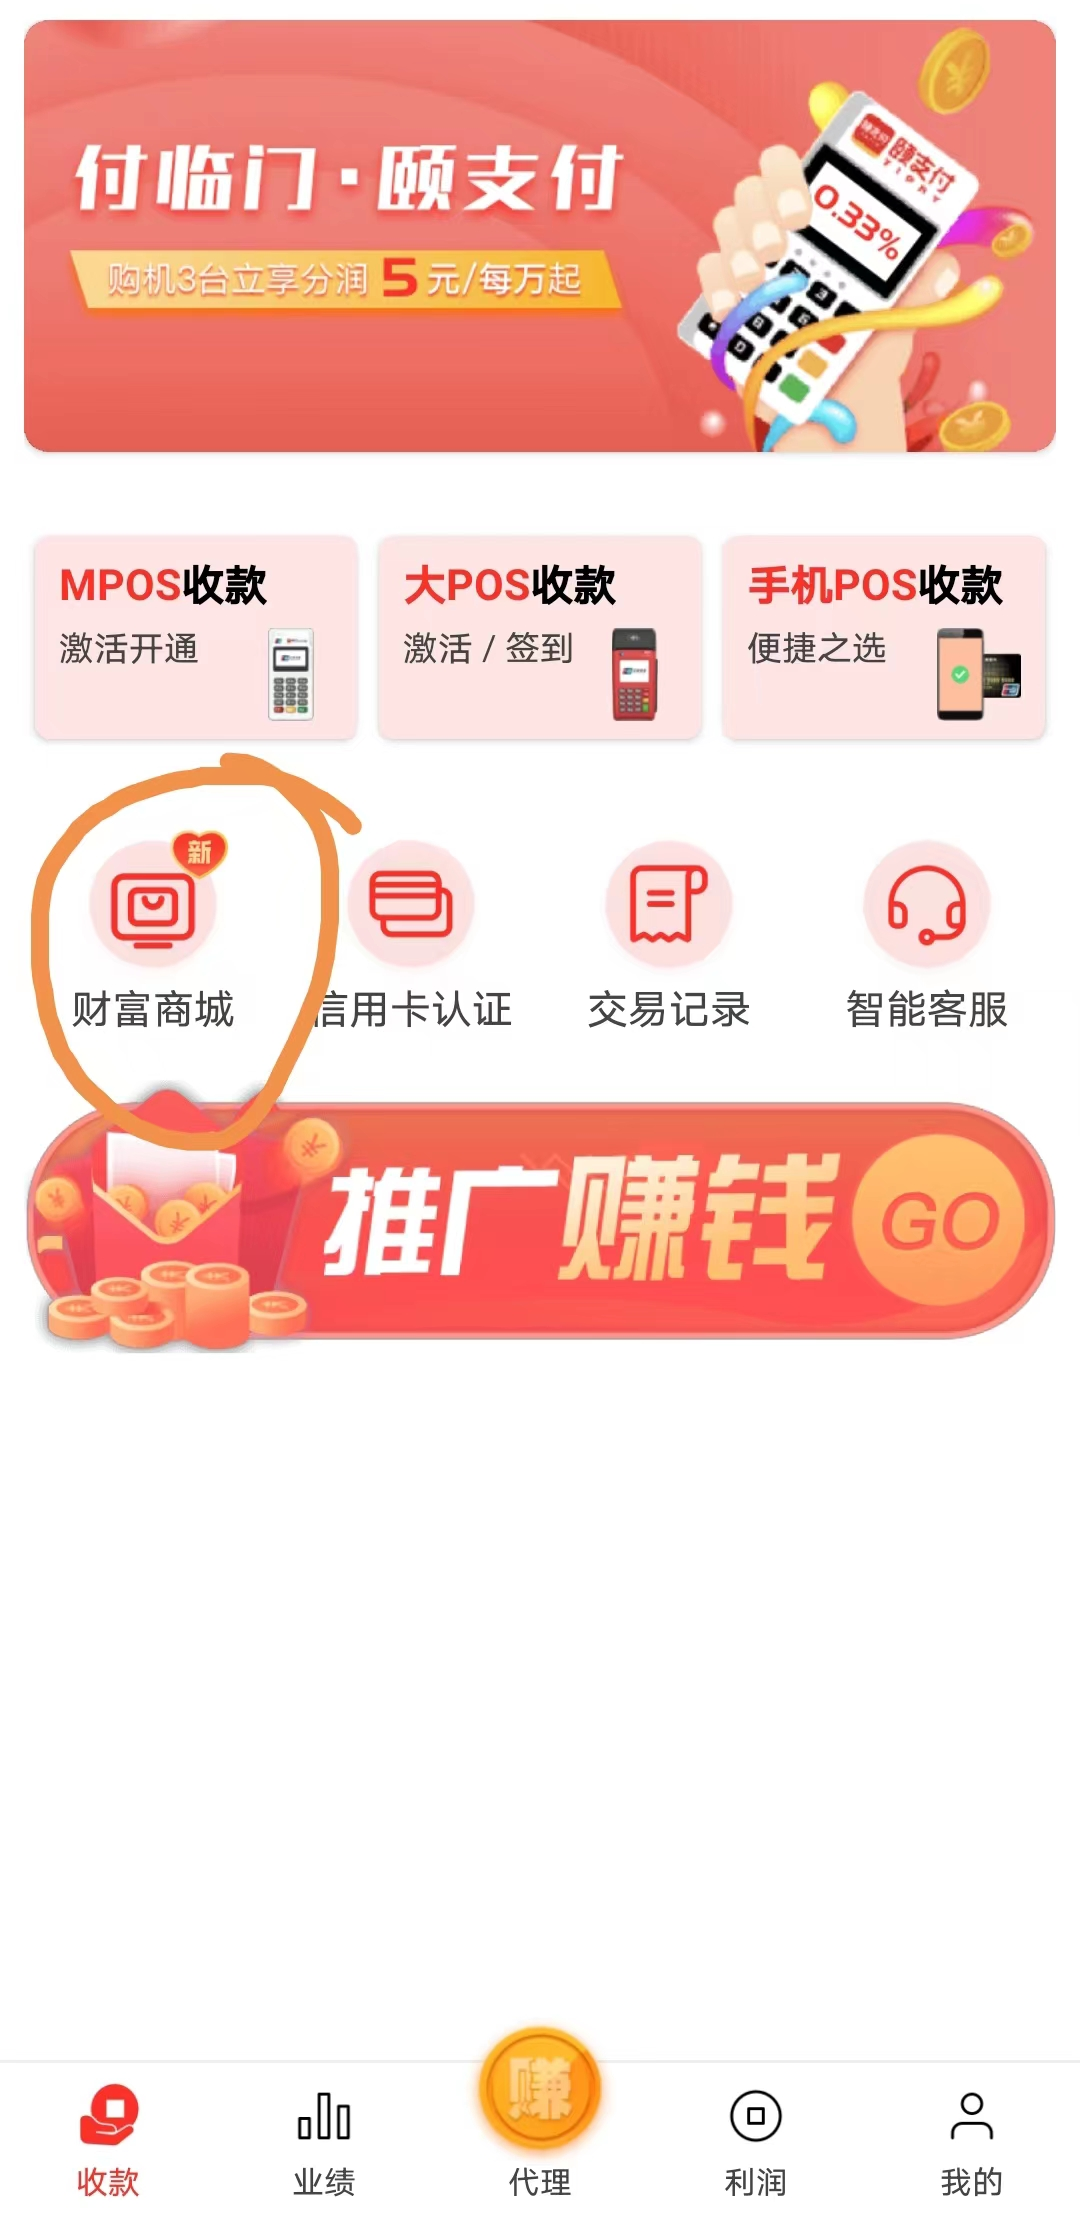 付临门·颐支付
购机3台立享分润 5 元/每万起
颐支付
YIPAY
0.33%
MPOS收款
激活开通
大POS收款
激活 / 签到
手机POS收款
便捷之选
新
财富商城
信用卡认证
交易记录
智能客服
推广赚钱
GO
赚
收款
业绩
代理
利润
我的